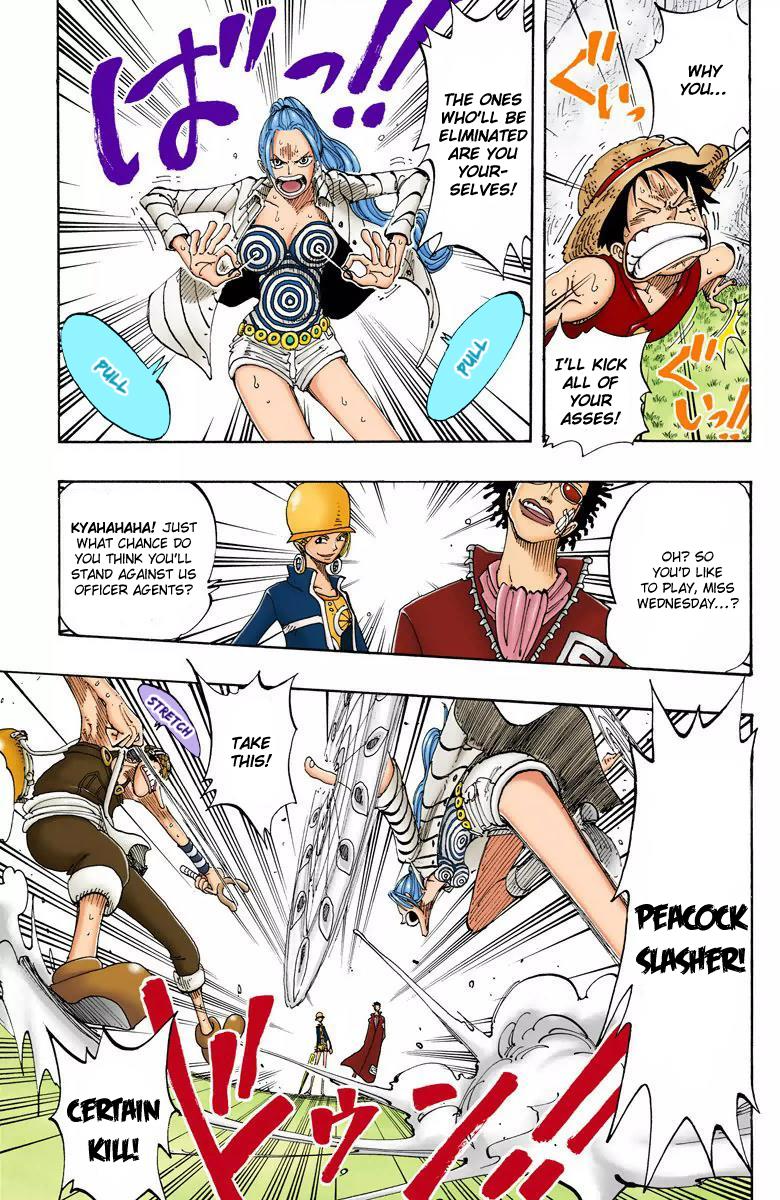 WHY
YOU...
ぐいっ
I'LL KICK
ALL OF
YOUR
ASSES!
ぐいっ!!
THE ONES
WHO'LL BE
ELIMINATED
ARE YOU
YOUR-
SELVES!
ばっ!!
PULL
PULL
OH? SO
YOU'D LIKE
TO PLAY, MISS
WEDNESDAY...?
KYAHAHAHA! JUST
WHAT CHANCE DO
YOU THINK YOU'LL
STAND AGAINST US
OFFICER AGENTS?
PEACOCK
SLASHER!
TAKE
THIS!
STRETCH
CERTAIN
KILL!
ドゥン!!